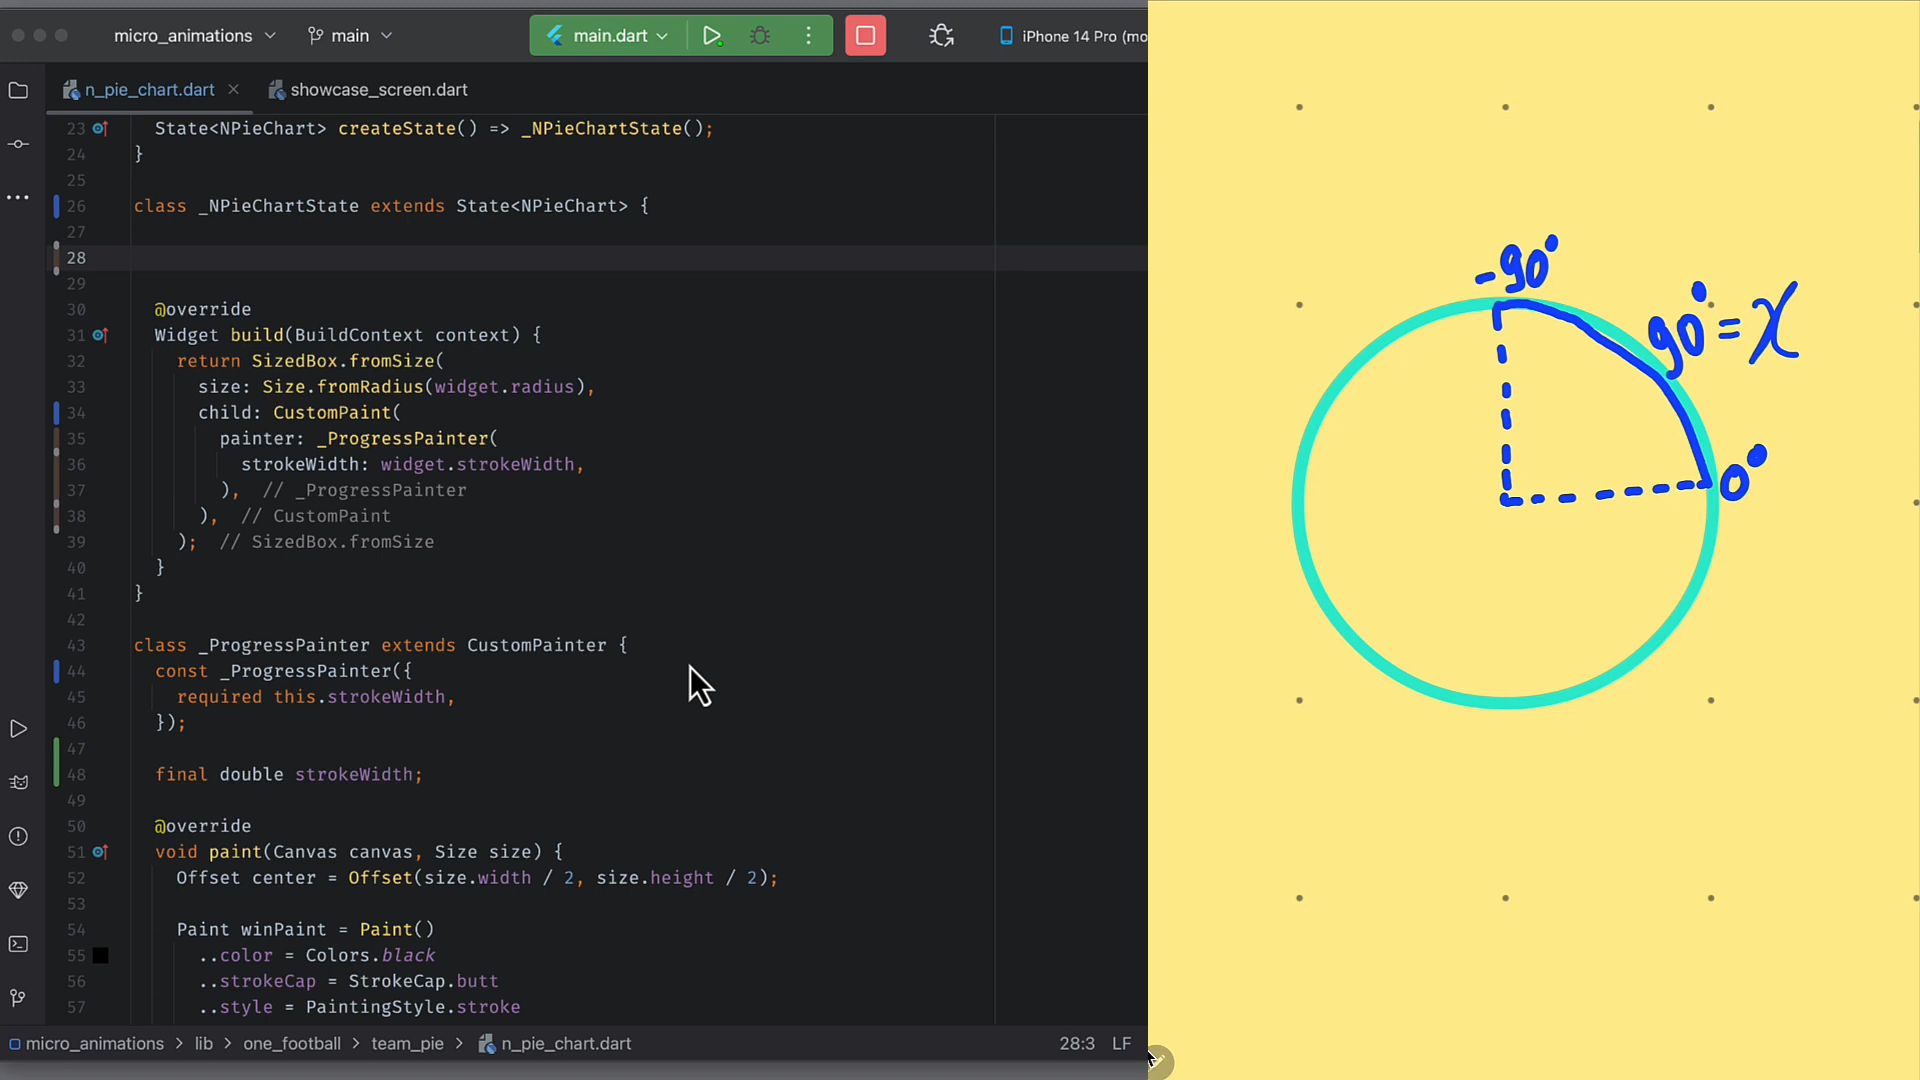 micro_animations main main.dart iPhone 14 Pro (mo
n_pie_chart.dart showcase_screen.dart
23 State<NPieChart> createState() => _NPieChartState();
24 }
25
26 class _NPieChartState extends State<NPieChart> {
27
28
29
30 @override
31 Widget build(BuildContext context) {
32 return SizedBox.fromSize(
33 size: Size.fromRadius(widget.radius),
34 child: CustomPaint(
35 painter: _ProgressPainter(
36 strokeWidth: widget.strokeWidth,
37 ), // _ProgressPainter
38 ), // CustomPaint
39 ); // SizedBox.fromSize
40 }
41 }
42
43 class _ProgressPainter extends CustomPainter {
44 const _ProgressPainter({
45 required this.strokeWidth,
46 });
47
48 final double strokeWidth;
49
50 @override
51 void paint(Canvas canvas, Size size) {
52 Offset center = Offset(size.width / 2, size.height / 2);
53
54 Paint winPaint = Paint()
55 ..color = Colors.black
56 ..strokeCap = StrokeCap.butt
57 ..style = PaintingStyle.stroke
micro_animations > lib > one_football > team_pie > n_pie_chart.dart 28:3 LF
-90°
90° = x
0°